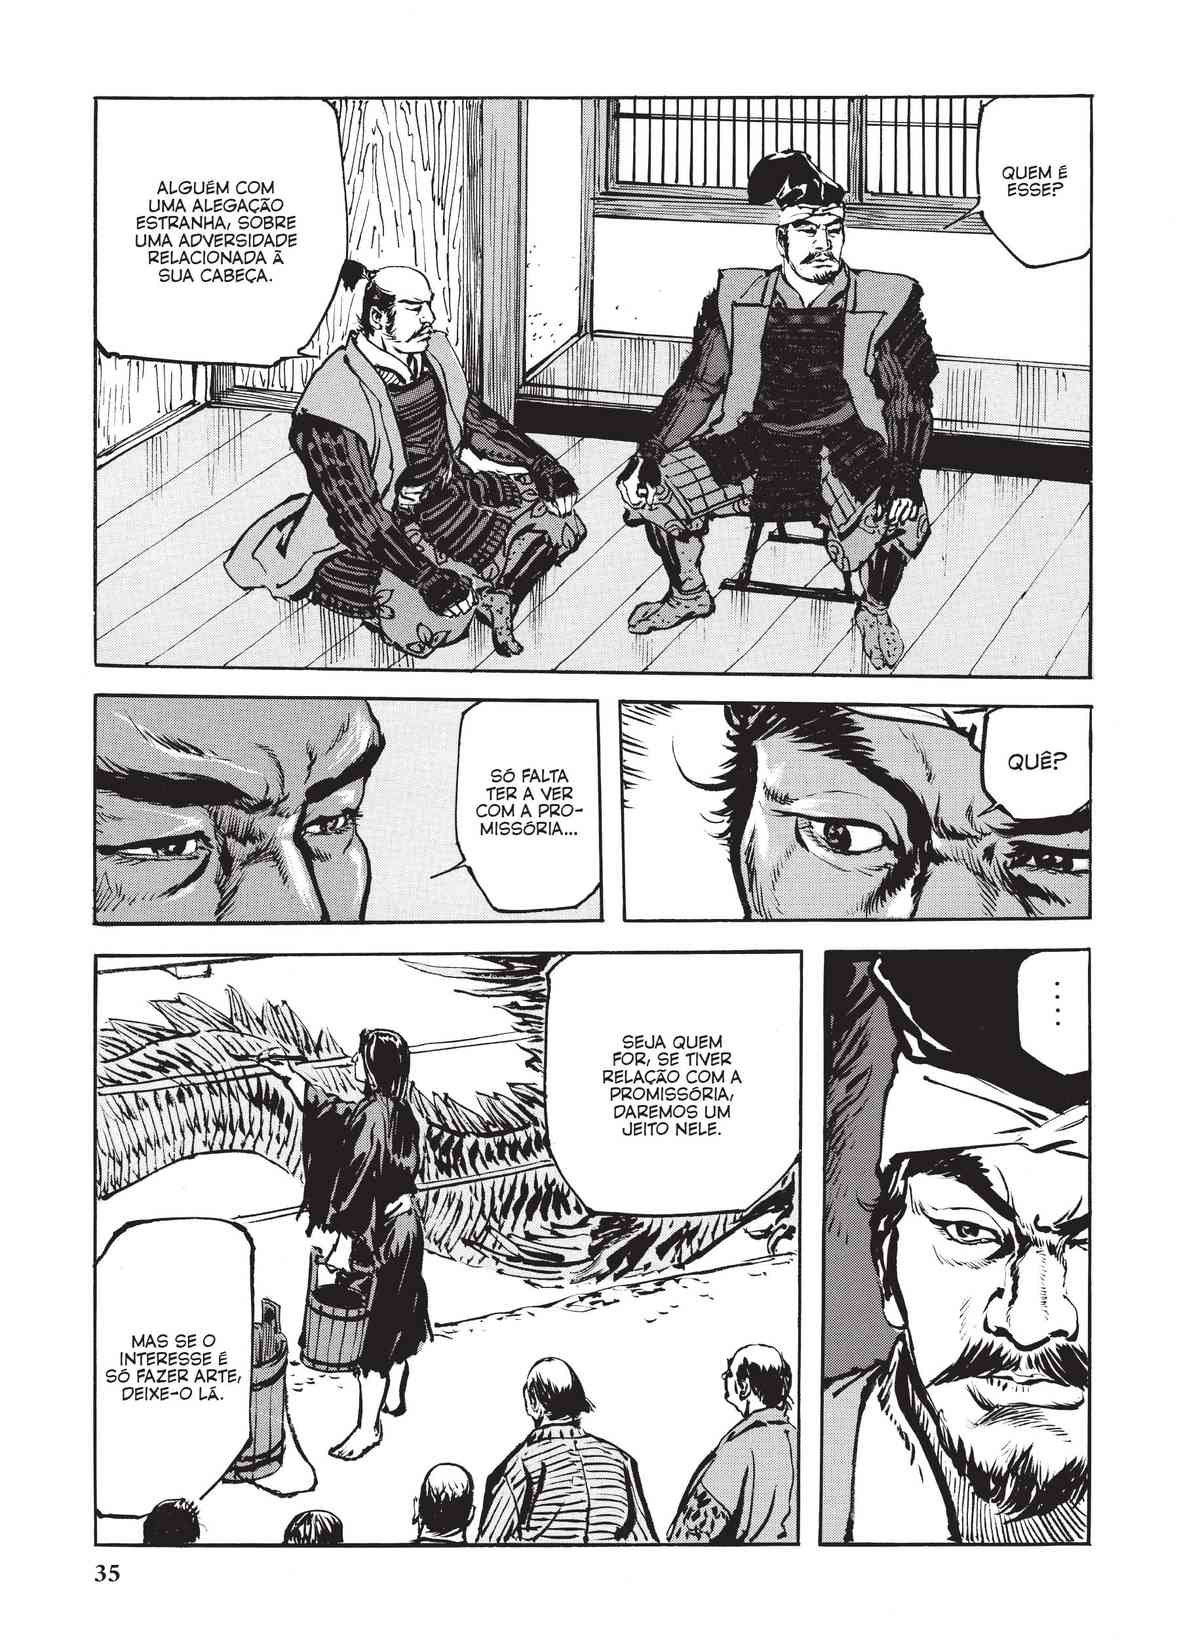 QUEM É
ESSE?
ALGUÉM COM
UMA ALEGAÇÃO
ESTRANHA, SOBRE
UMA ADVERSIDADE
RELACIONADA Ã
SUA CABEÇA.
QUÊ?
SÓ FALTA
TER A VER
COM A PRO-
MISSÓRIA...
....
SEJA QUEM
FOR, SE TIVER
RELAÇÃO COM A
PROMISSÓRIA,
DAREMOS UM
JEITO NELE.
MAS SE O
INTERESSE É
SÓ FAZER ARTE,
DEIXE-O LÃ.
35